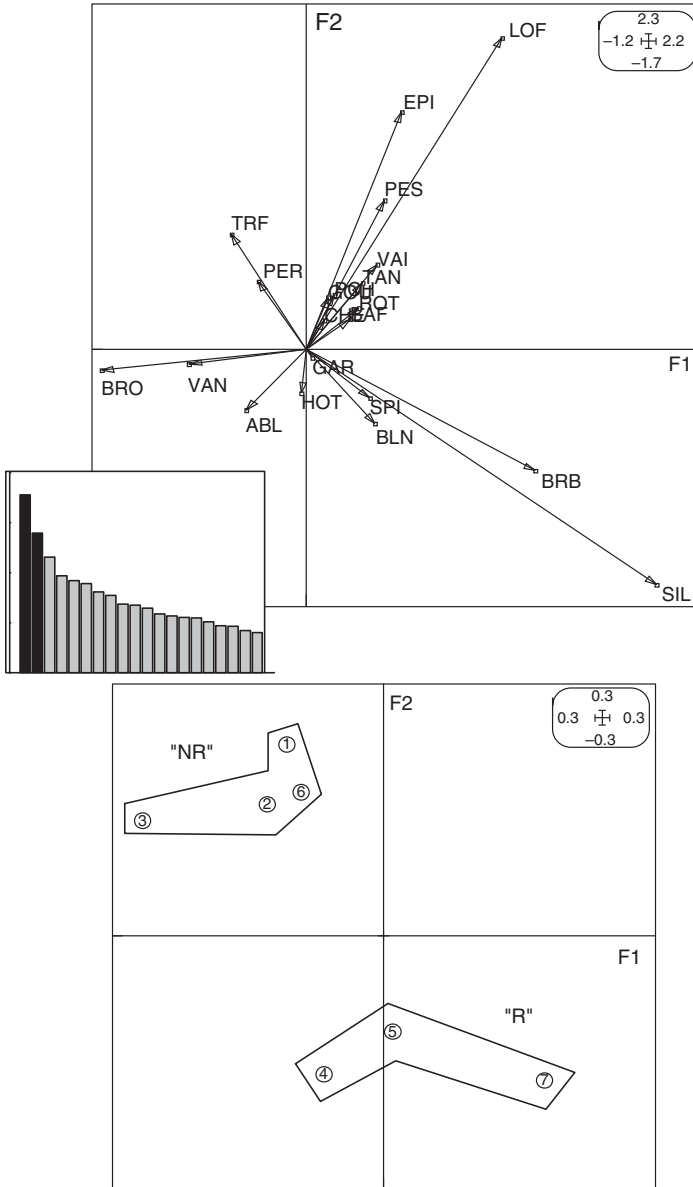 F2
2.3
−1.2 2.2
−1.7
LOF
EPI
PES
TRF
VAI
TAN
PER
ROT
CHE
GAR
F1
BRO
VAN
HOT
SPI
ABL
BLN
BRB
SIL
F2
0.3
0.3 0.3
−0.3
"NR"
1
6
2
3
F1
"R"
5
4
7